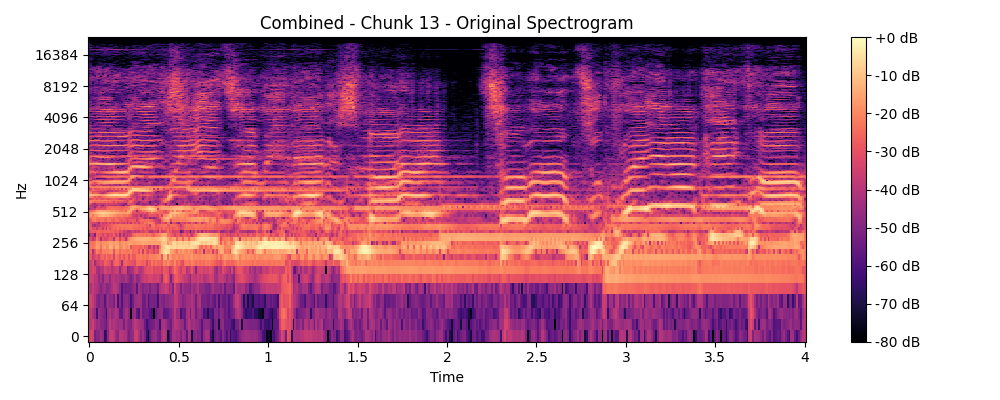 Combined - Chunk 13 - Original Spectrogram
Hz
16384
8192
4096
2048
1024
512
256
128
64
0
0 0.5 1 1.5 2 2.5 3 3.5 4
Time
+0 dB
-10 dB
-20 dB
-30 dB
-40 dB
-50 dB
-60 dB
-70 dB
-80 dB